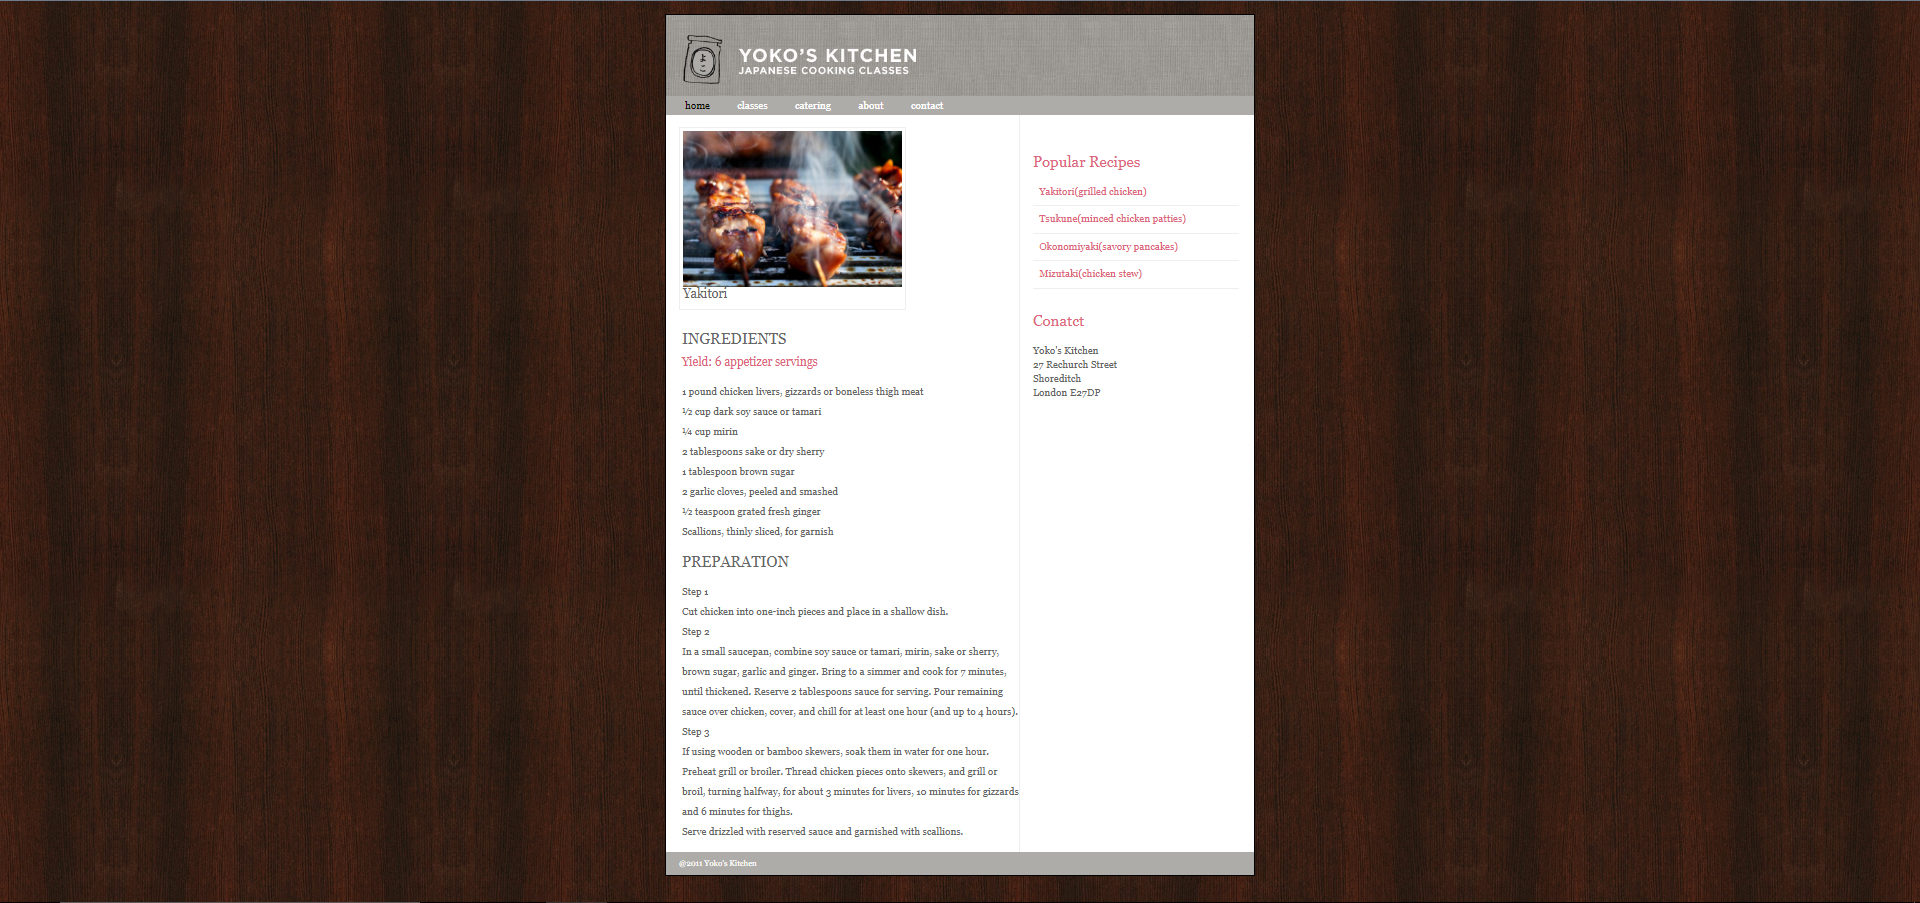 よこ
YOKO'S KITCHEN
JAPANESE COOKING CLASSES
home classes catering about contact
Yakitori
INGREDIENTS
Yield: 6 appetizer servings
1 pound chicken livers, gizzards or boneless thigh meat
½ cup dark soy sauce or tamari
¼ cup mirin
2 tablespoons sake or dry sherry
1 tablespoon brown sugar
2 garlic cloves, peeled and smashed
½ teaspoon grated fresh ginger
Scallions, thinly sliced, for garnish
PREPARATION
Step 1
Cut chicken into one-inch pieces and place in a shallow dish.
Step 2
In a small saucepan, combine soy sauce or tamari, mirin, sake or sherry,
brown sugar, garlic and ginger. Bring to a simmer and cook for 7 minutes,
until thickened. Reserve 2 tablespoons sauce for serving. Pour remaining
sauce over chicken, cover, and chill for at least one hour (and up to 4 hours).
Step 3
If using wooden or bamboo skewers, soak them in water for one hour.
Preheat grill or broiler. Thread chicken pieces onto skewers, and grill or
broil, turning halfway, for about 3 minutes for livers, 10 minutes for gizzards
and 6 minutes for thighs.
Serve drizzled with reserved sauce and garnished with scallions.
Popular Recipes
Yakitori(grilled chicken)
Tsukune(minced chicken patties)
Okonomiyaki(savory pancakes)
Mizutaki(chicken stew)
Conatct
Yoko's Kitchen
27 Rechurch Street
Shoreditch
London E27DP
@2011 Yoko's Kitchen